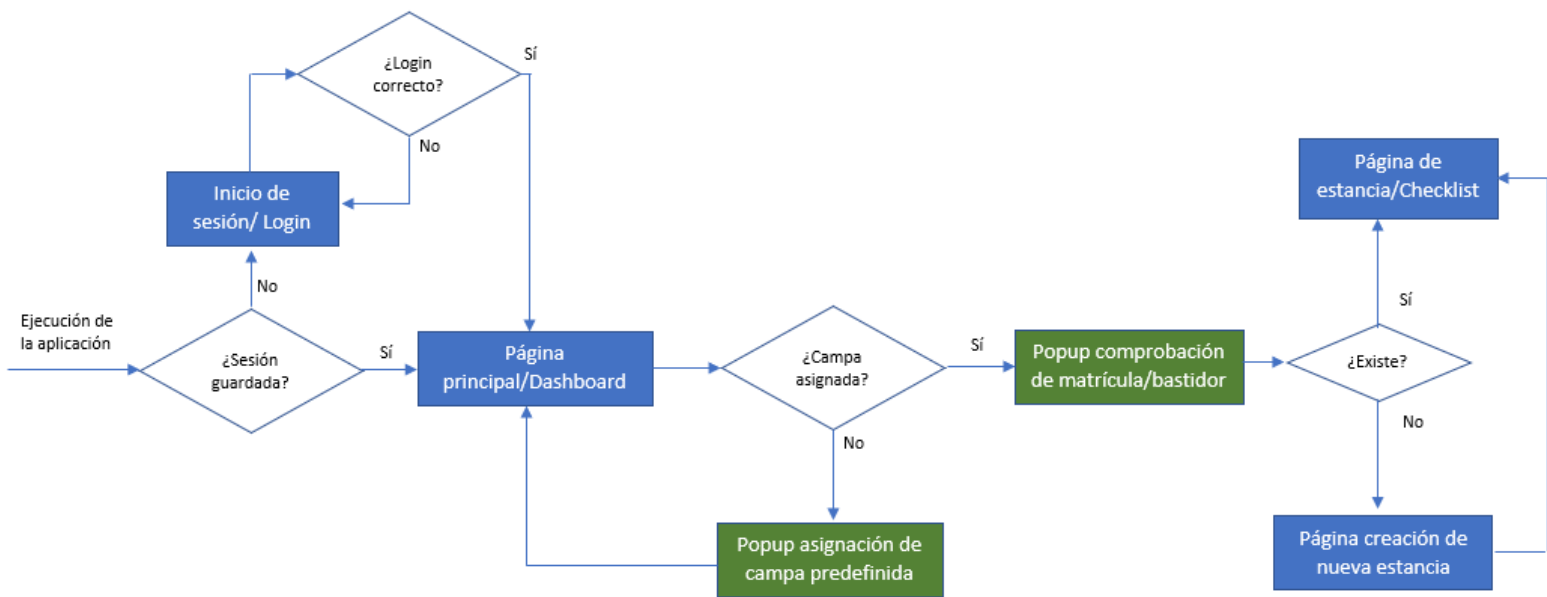 ¿Login
correcto?
Sí
No
Inicio de
sesión/ Login
No
Ejecución de
la aplicación
¿Sesión
guardada?
Sí
Página
principal/Dashboard
¿Campa
asignada?
Sí
No
Popup asignación de
campa predefinida
Popup comprobación
de matrícula/bastidor
¿Existe?
Sí
No
Página de
estancia/Checklist
Página creación de
nueva estancia